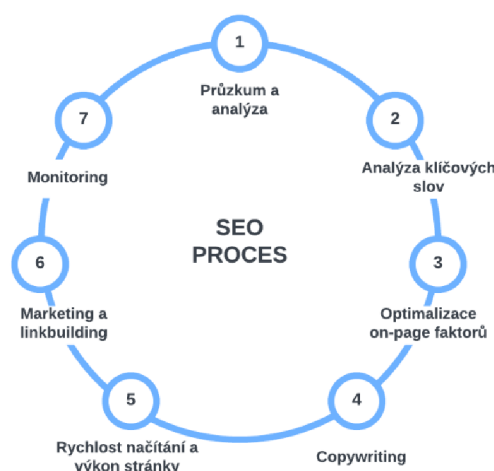 1
Průzkum a
analýza
2
Analýza klíčových
slov
3
Optimalizace
on-page faktorů
4
Copywriting
5
Rychlost načítání a
výkon stránky
6
Marketing a
linkbuilding
7
Monitoring
SEO
PROCES